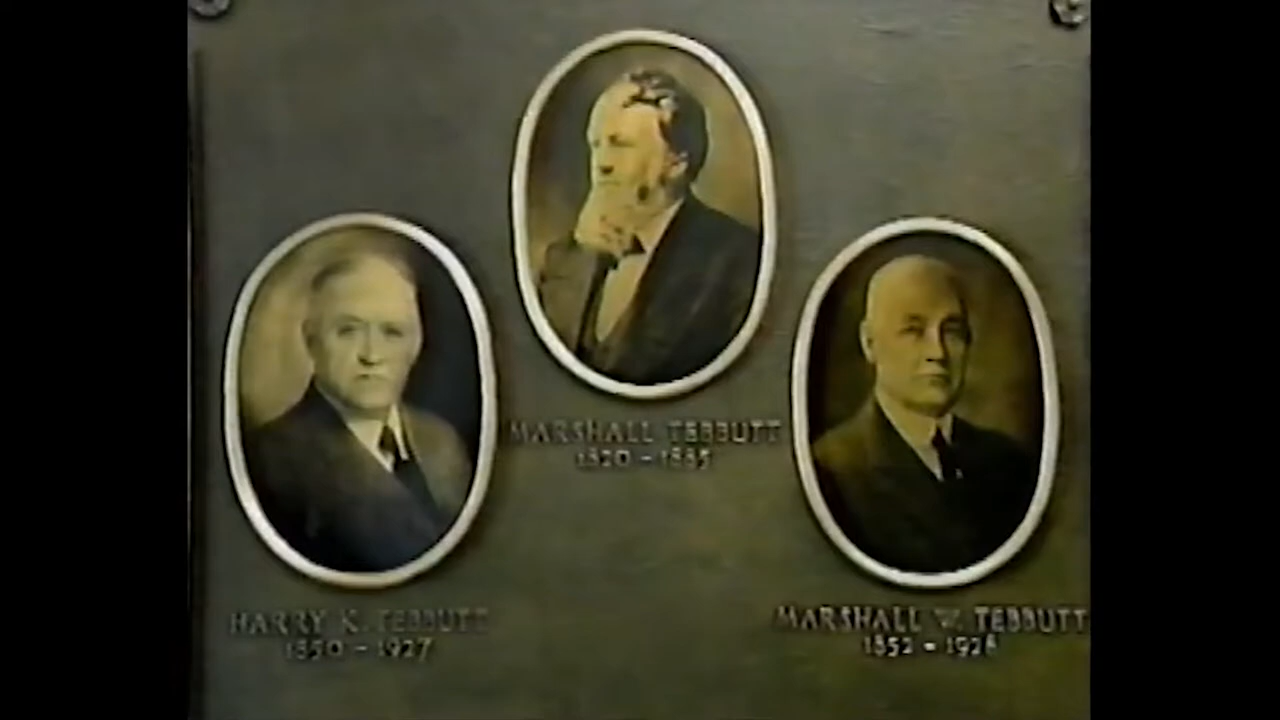 MARSHALL TEBBUTT
1820 - 1885
HARRY K. TEBBUTT
1850 - 1927
MARSHALL W. TEBBUTT
1852 - 1928